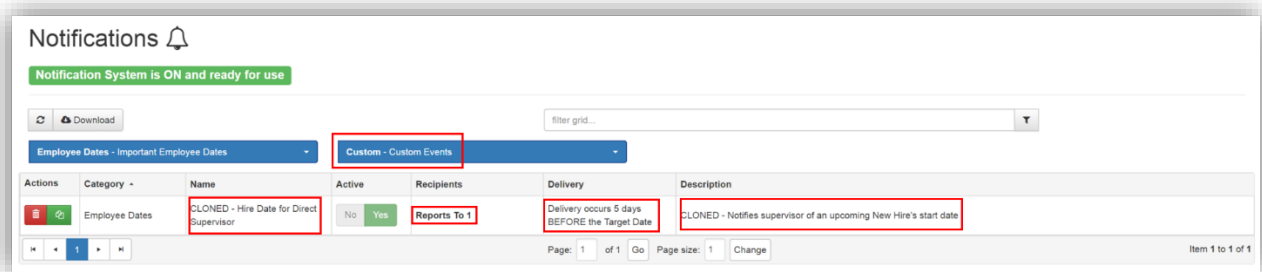 Notifications
Notification System is ON and ready for use
Download
filter grid...
Employee Dates - Important Employee Dates
Custom - Custom Events
Actions Category Name Active Recipients Delivery Description
Employee Dates
CLONED - Hire Date for Direct
Supervisor
No Yes
Reports To 1
Delivery occurs 5 days
BEFORE the Target Date
CLONED - Notifies supervisor of an upcoming New Hire's start date
1
Page: 1 of 1 Go Page size: 1 Change
Item 1 to 1 of 1